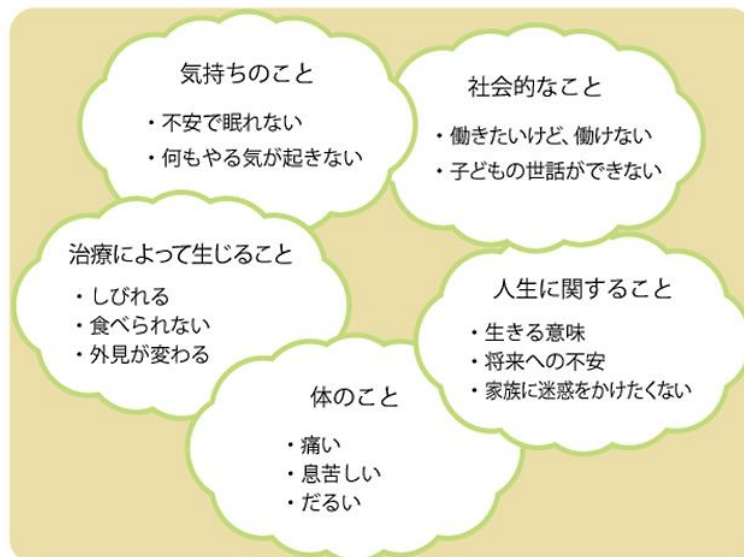 気持ちのこと
・不安で眠れない
・何もやる気が起きない
社会的なこと
・働きたいけど、働けない
・子どもの世話ができない
治療によって生じること
・しびれる
・食べられない
・外見が変わる
人生に関すること
・生きる意味
・将来への不安
・家族に迷惑をかけたくない
体のこと
・痛い
・息苦しい
・だるい